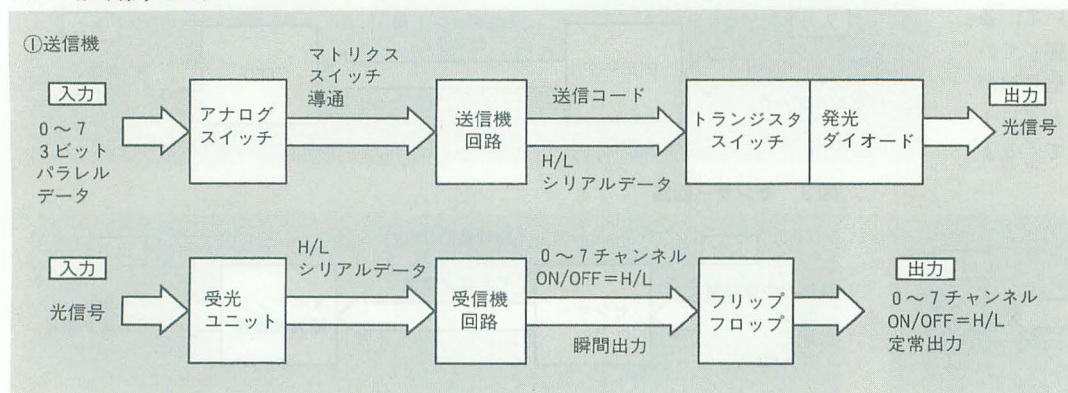 ①送信機
入力
0～7
3ビット
パラレル
データ
アナログ
スイッチ
マトリクス
スイッチ
導通
送信機
回路
送信コード
H/L
シリアルデータ
トランジスタ
スイッチ
発光
ダイオード
出力
光信号
入力
光信号
受光
ユニット
H/L
シリアルデータ
受信機
回路
0～7チャンネル
ON/OFF＝H/L
瞬間出力
フリップ
フロップ
出力
0～7チャンネル
ON/OFF＝H/L
定常出力